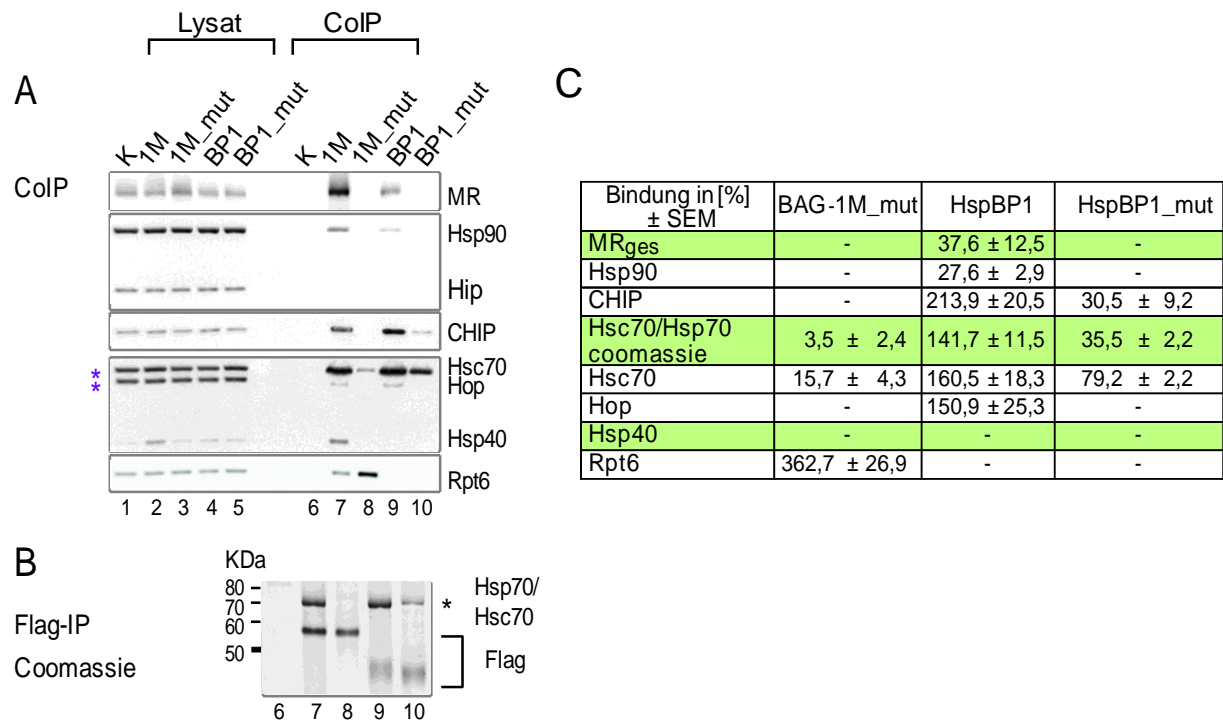 Lysat CoIP
A
K 1M 1M_mut BP1 BP1_mut K 1M 1M_mut BP1 BP1_mut
CoIP
MR
Hsp90
Hip
CHIP
* Hsc70
* Hop
Hsp40
Rpt6
1 2 3 4 5 6 7 8 9 10
B
KDa
80
70
60
50
Flag-IP
Coomassie
* Hsp70/
Hsc70
Flag
6 7 8 9 10
C
Bindung in [%] ± SEM BAG-1M_mut HspBP1 HspBP1_mut
MRges - 37,6 ± 12,5 -
Hsp90 - 27,6 ± 2,9 -
CHIP - 213,9 ± 20,5 30,5 ± 9,2
Hsc70/Hsp70 coomassie 3,5 ± 2,4 141,7 ± 11,5 35,5 ± 2,2
Hsc70 15,7 ± 4,3 160,5 ± 18,3 79,2 ± 2,2
Hop - 150,9 ± 25,3 -
Hsp40 - - -
Rpt6 362,7 ± 26,9 - -